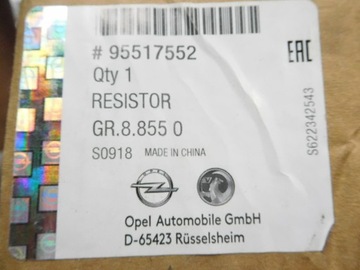 # 95517552
Qty 1
RESISTOR
GR.8.855 0
S0918 MADE IN CHINA
Opel Automobile GmbH
D-65423 Rüsselsheim
EAC
S622342543